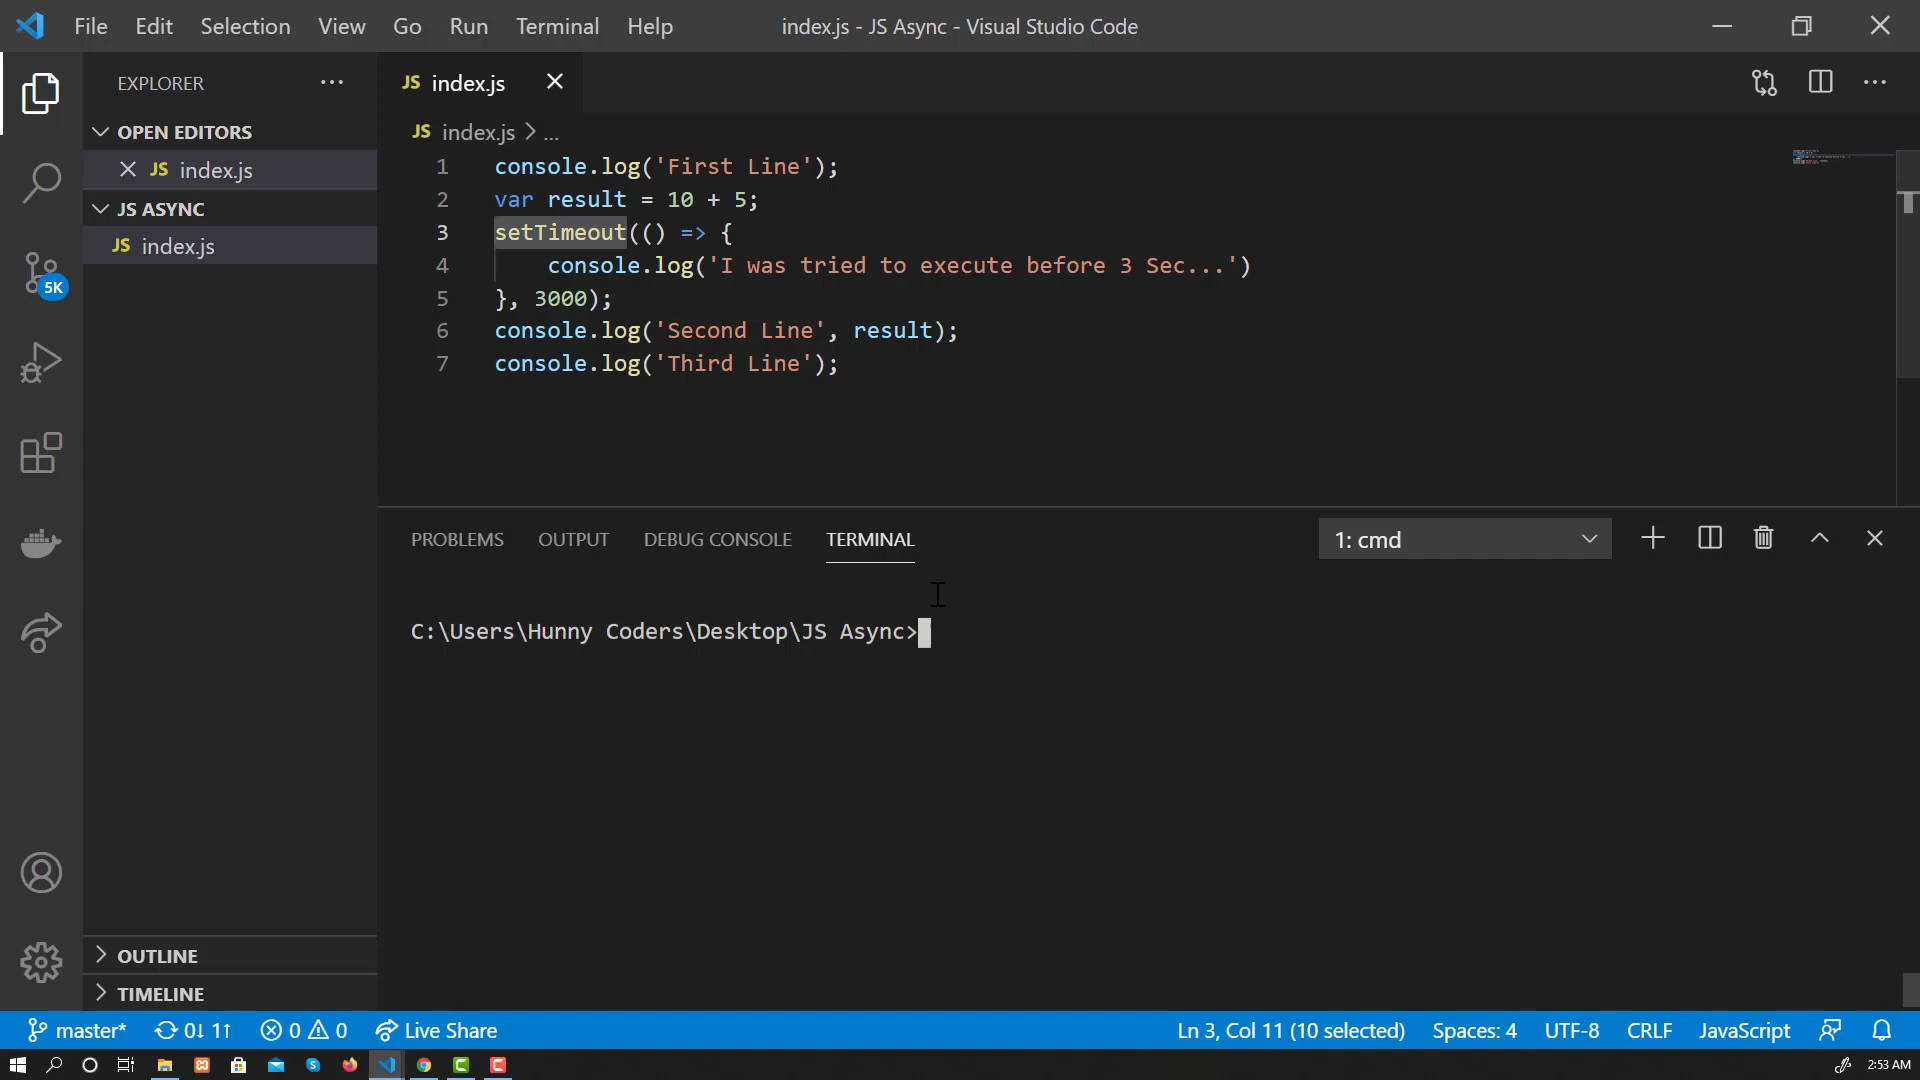 File Edit Selection View Go Run Terminal Help
index.js - JS Async - Visual Studio Code
EXPLORER
OPEN EDITORS
JS index.js
JS ASYNC
JS index.js
5K
OUTLINE
TIMELINE
JS index.js
JS index.js > ...
1 console.log('First Line');
2 var result = 10 + 5;
3 setTimeout(() => {
4 console.log('I was tried to execute before 3 Sec...')
5 }, 3000);
6 console.log('Second Line', result);
7 console.log('Third Line');
PROBLEMS OUTPUT DEBUG CONSOLE TERMINAL
1: cmd
C:\Users\Hunny Coders\Desktop\JS Async>
master* 0↓ 1↑ 0 0 Live Share
Ln 3, Col 11 (10 selected) Spaces: 4 UTF-8 CRLF JavaScript
2:53 AM